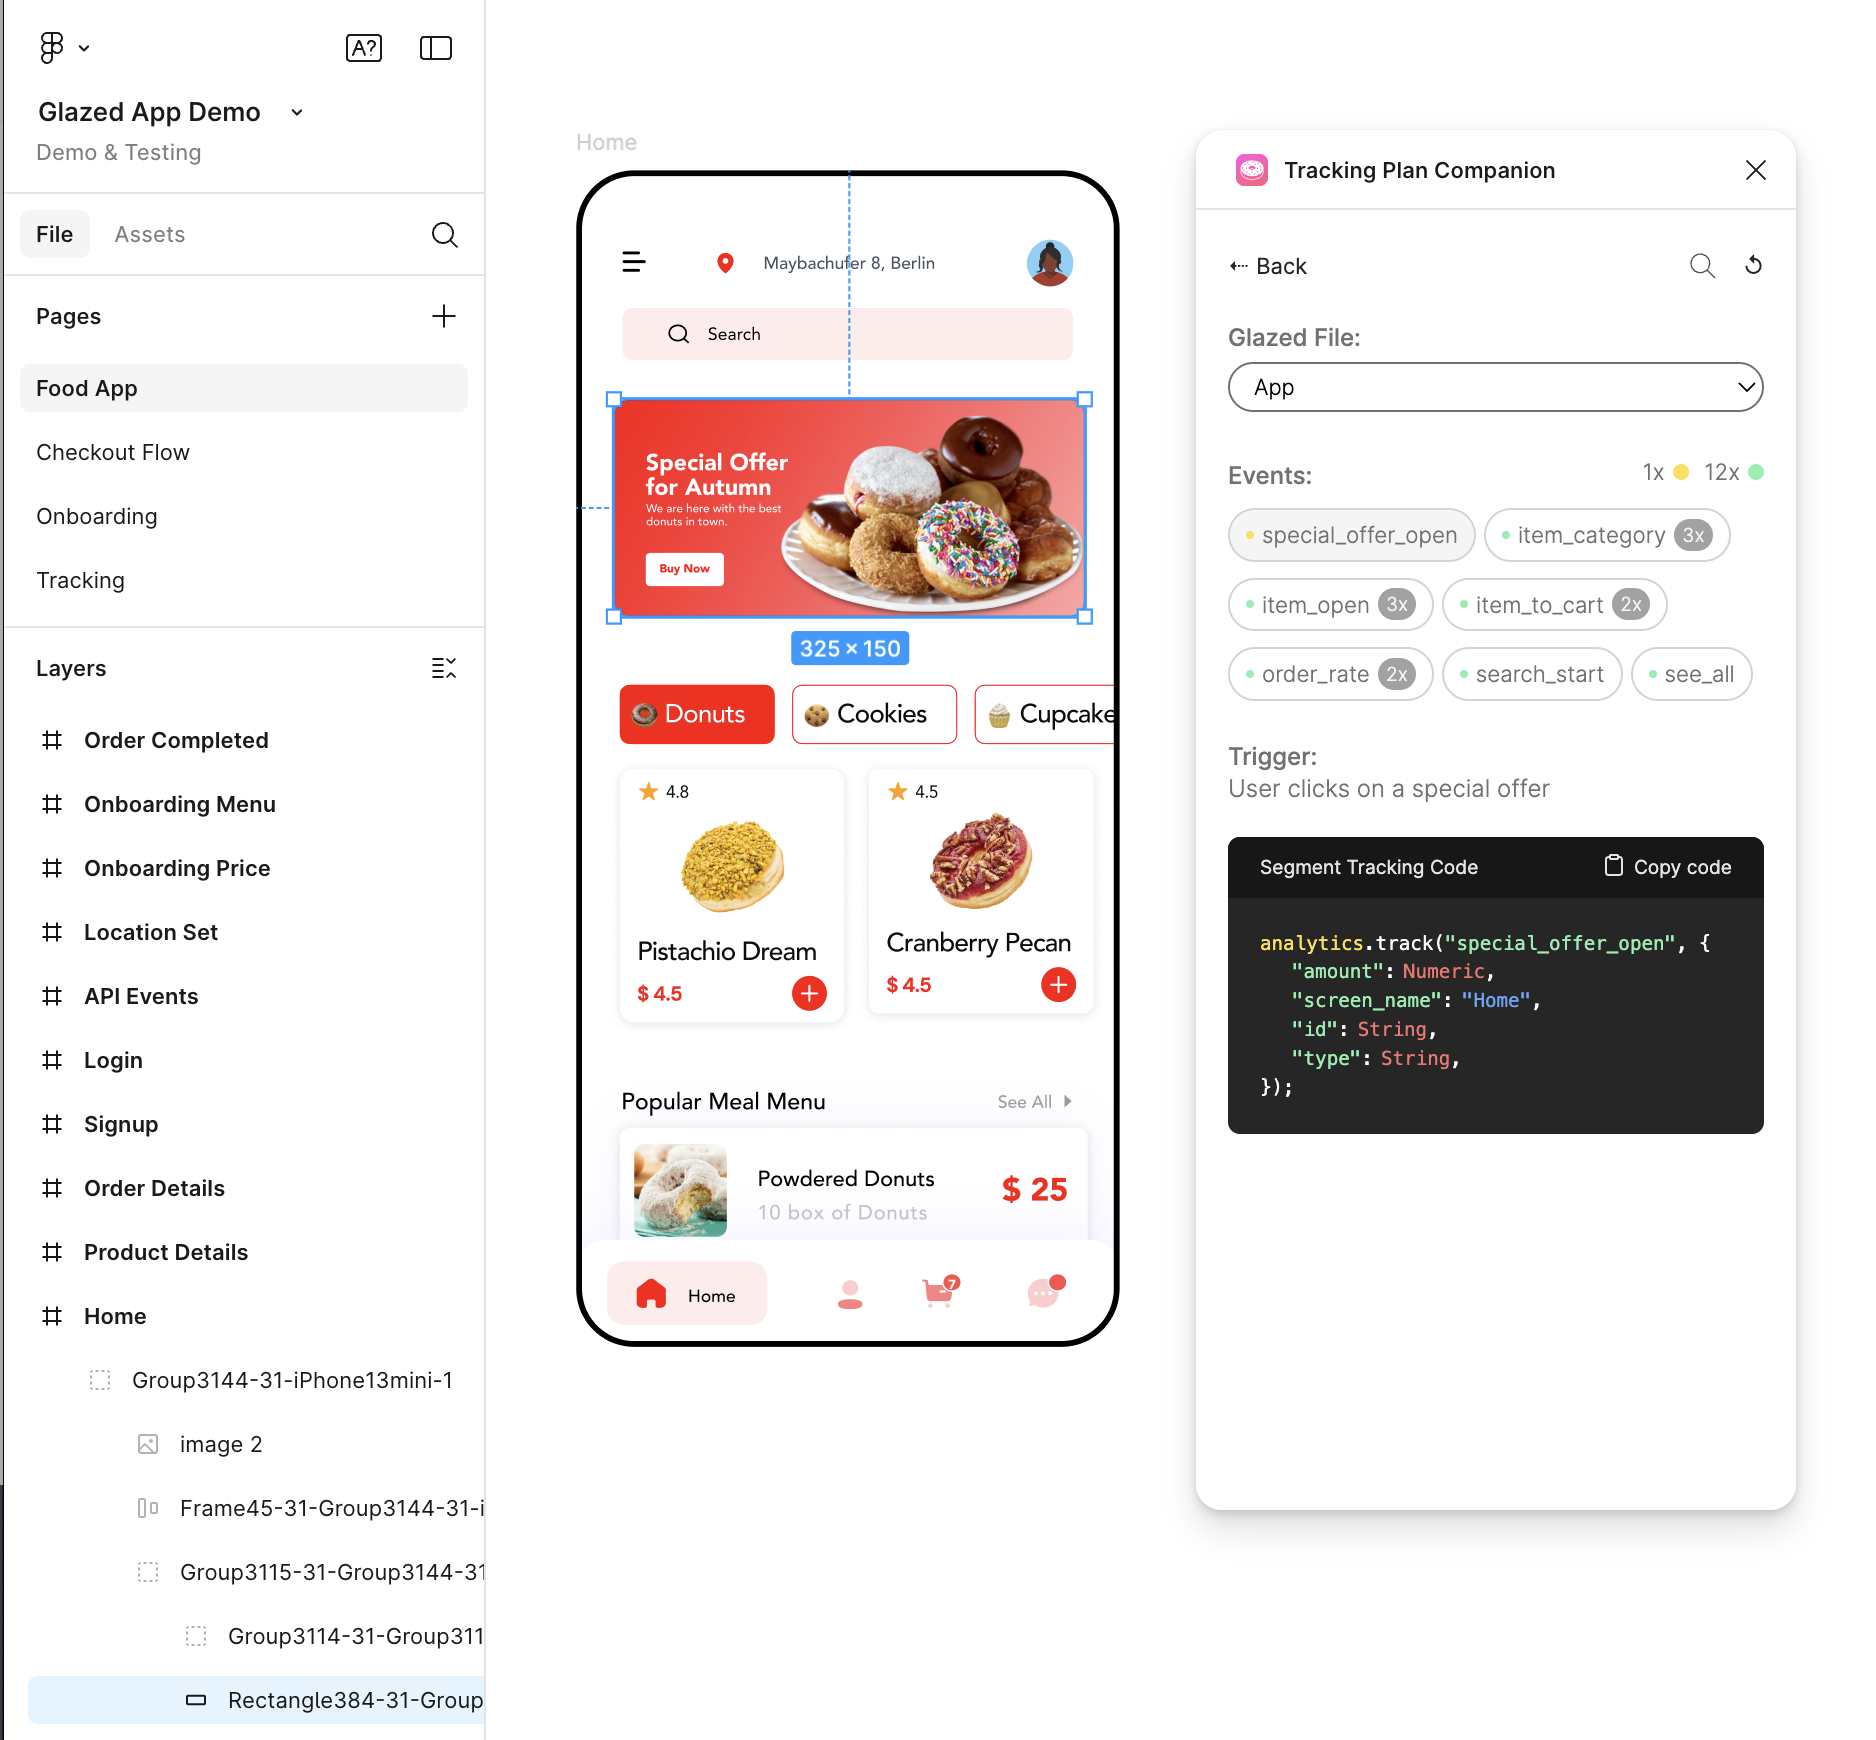 A?
Glazed App Demo
Demo & Testing
File
Assets
Pages
Food App
Checkout Flow
Onboarding
Tracking
Layers
Order Completed
Onboarding Menu
Onboarding Price
Location Set
API Events
Login
Signup
Order Details
Product Details
Home
Group3144-31-iPhone13mini-1
image 2
Frame45-31-Group3144-31-i
Group3115-31-Group3144-31
Group3114-31-Group311
Rectangle384-31-Group
Home
Maybachufer 8, Berlin
Search
Special Offer
for Autumn
We are here with the best
donuts in town.
Buy Now
325 × 150
Donuts
Cookies
Cupcake
4.8
Pistachio Dream
$ 4.5
4.5
Cranberry Pecan
$ 4.5
Popular Meal Menu
See All
Powdered Donuts
10 box of Donuts
$ 25
Home
7
Tracking Plan Companion
Back
Glazed File:
App
Events:
1x
12x
special_offer_open
item_category 3x
item_open 3x
item_to_cart 2x
order_rate 2x
search_start
see_all
Trigger:
User clicks on a special offer
Segment Tracking Code
Copy code
analytics.track("special_offer_open", {
"amount": Numeric,
"screen_name": "Home",
"id": String,
"type": String,
});